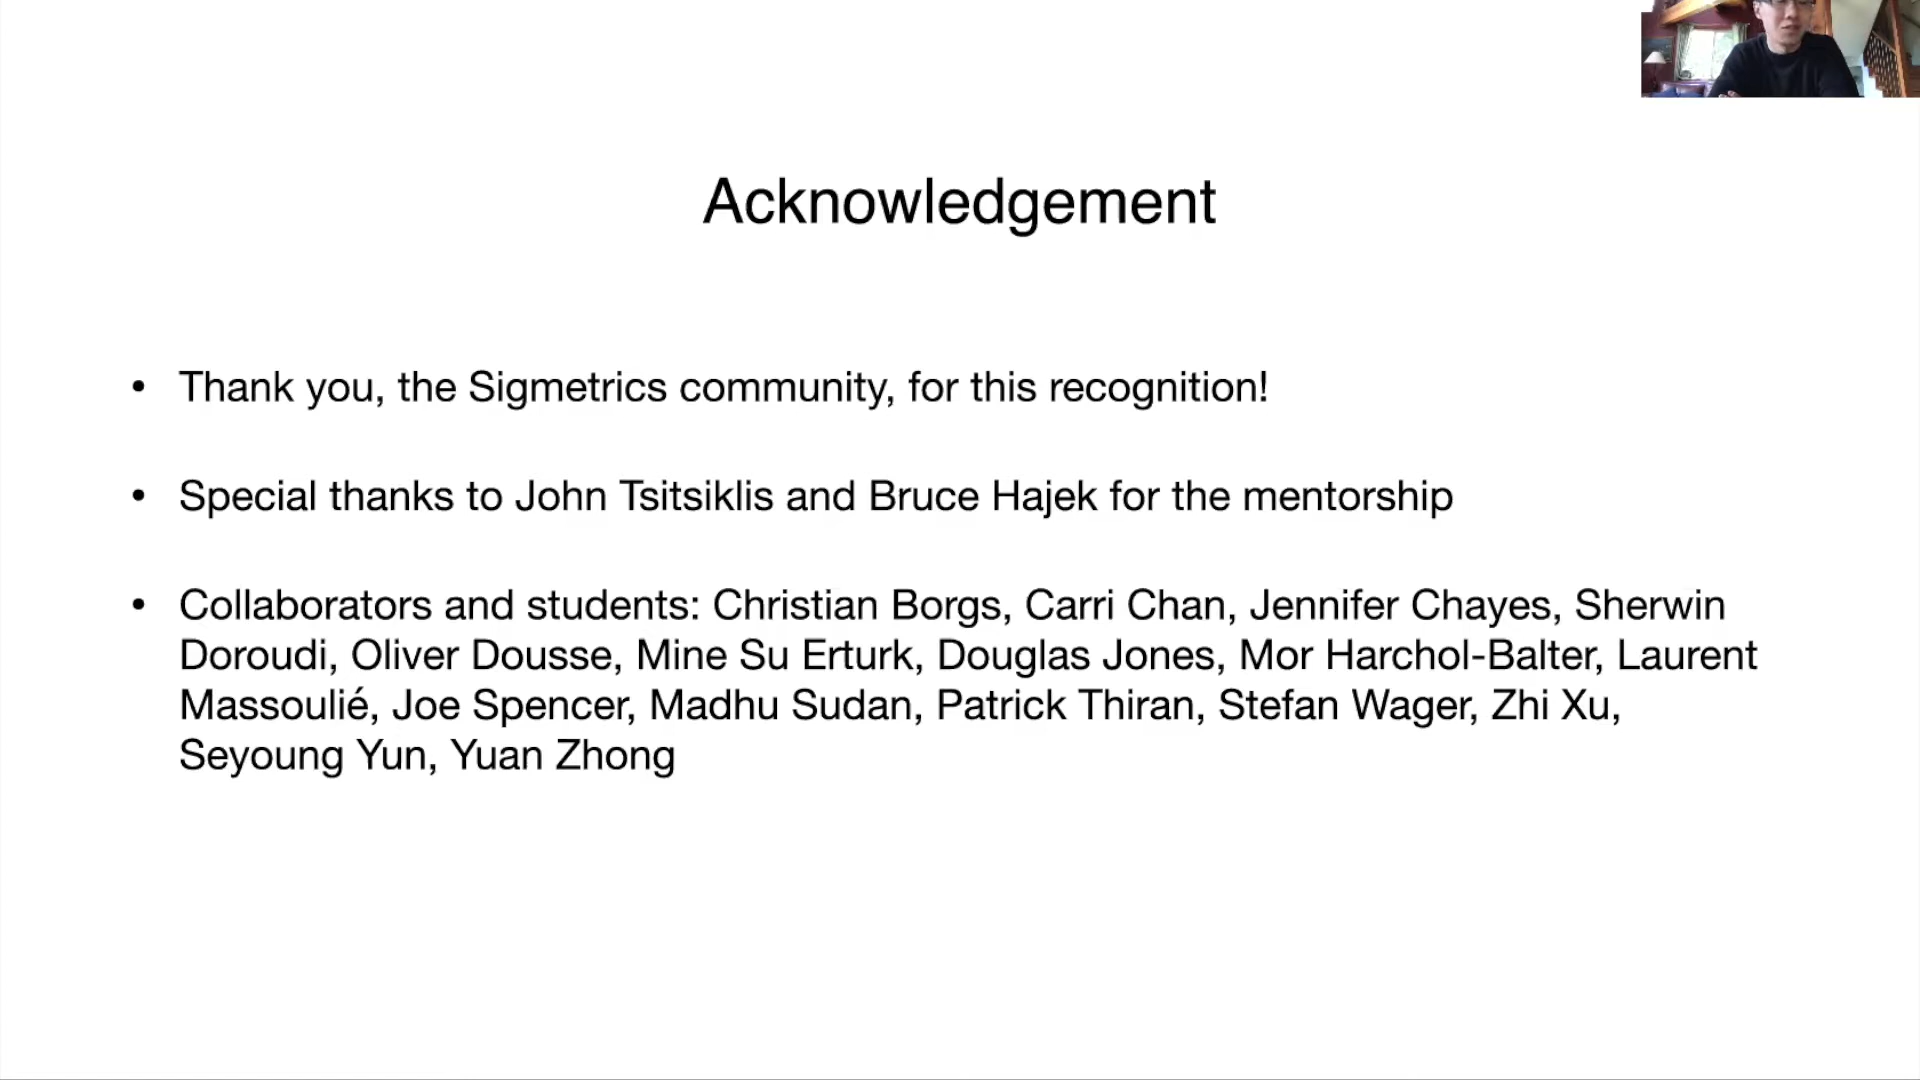 Acknowledgement
• Thank you, the Sigmetrics community, for this recognition!
• Special thanks to John Tsitsiklis and Bruce Hajek for the mentorship
• Collaborators and students: Christian Borgs, Carri Chan, Jennifer Chayes, Sherwin
Doroudi, Oliver Dousse, Mine Su Erturk, Douglas Jones, Mor Harchol-Balter, Laurent
Massoulié, Joe Spencer, Madhu Sudan, Patrick Thiran, Stefan Wager, Zhi Xu,
Seyoung Yun, Yuan Zhong